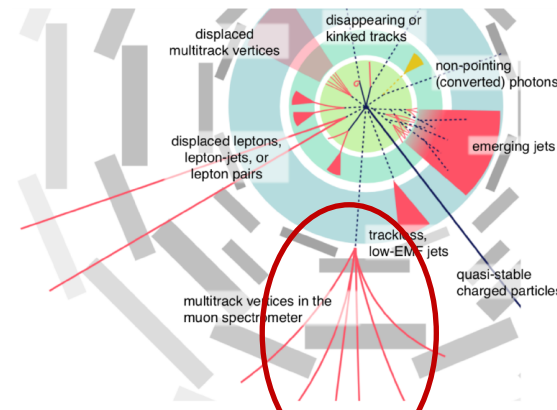 disappearing or
kinked tracks
displaced
multitrack vertices
non-pointing
(converted) photons
displaced leptons,
lepton-jets, or
lepton pairs
emerging jets
trackless,
low-EMF jets
quasi-stable
charged particles
multitrack vertices in the
muon spectrometer